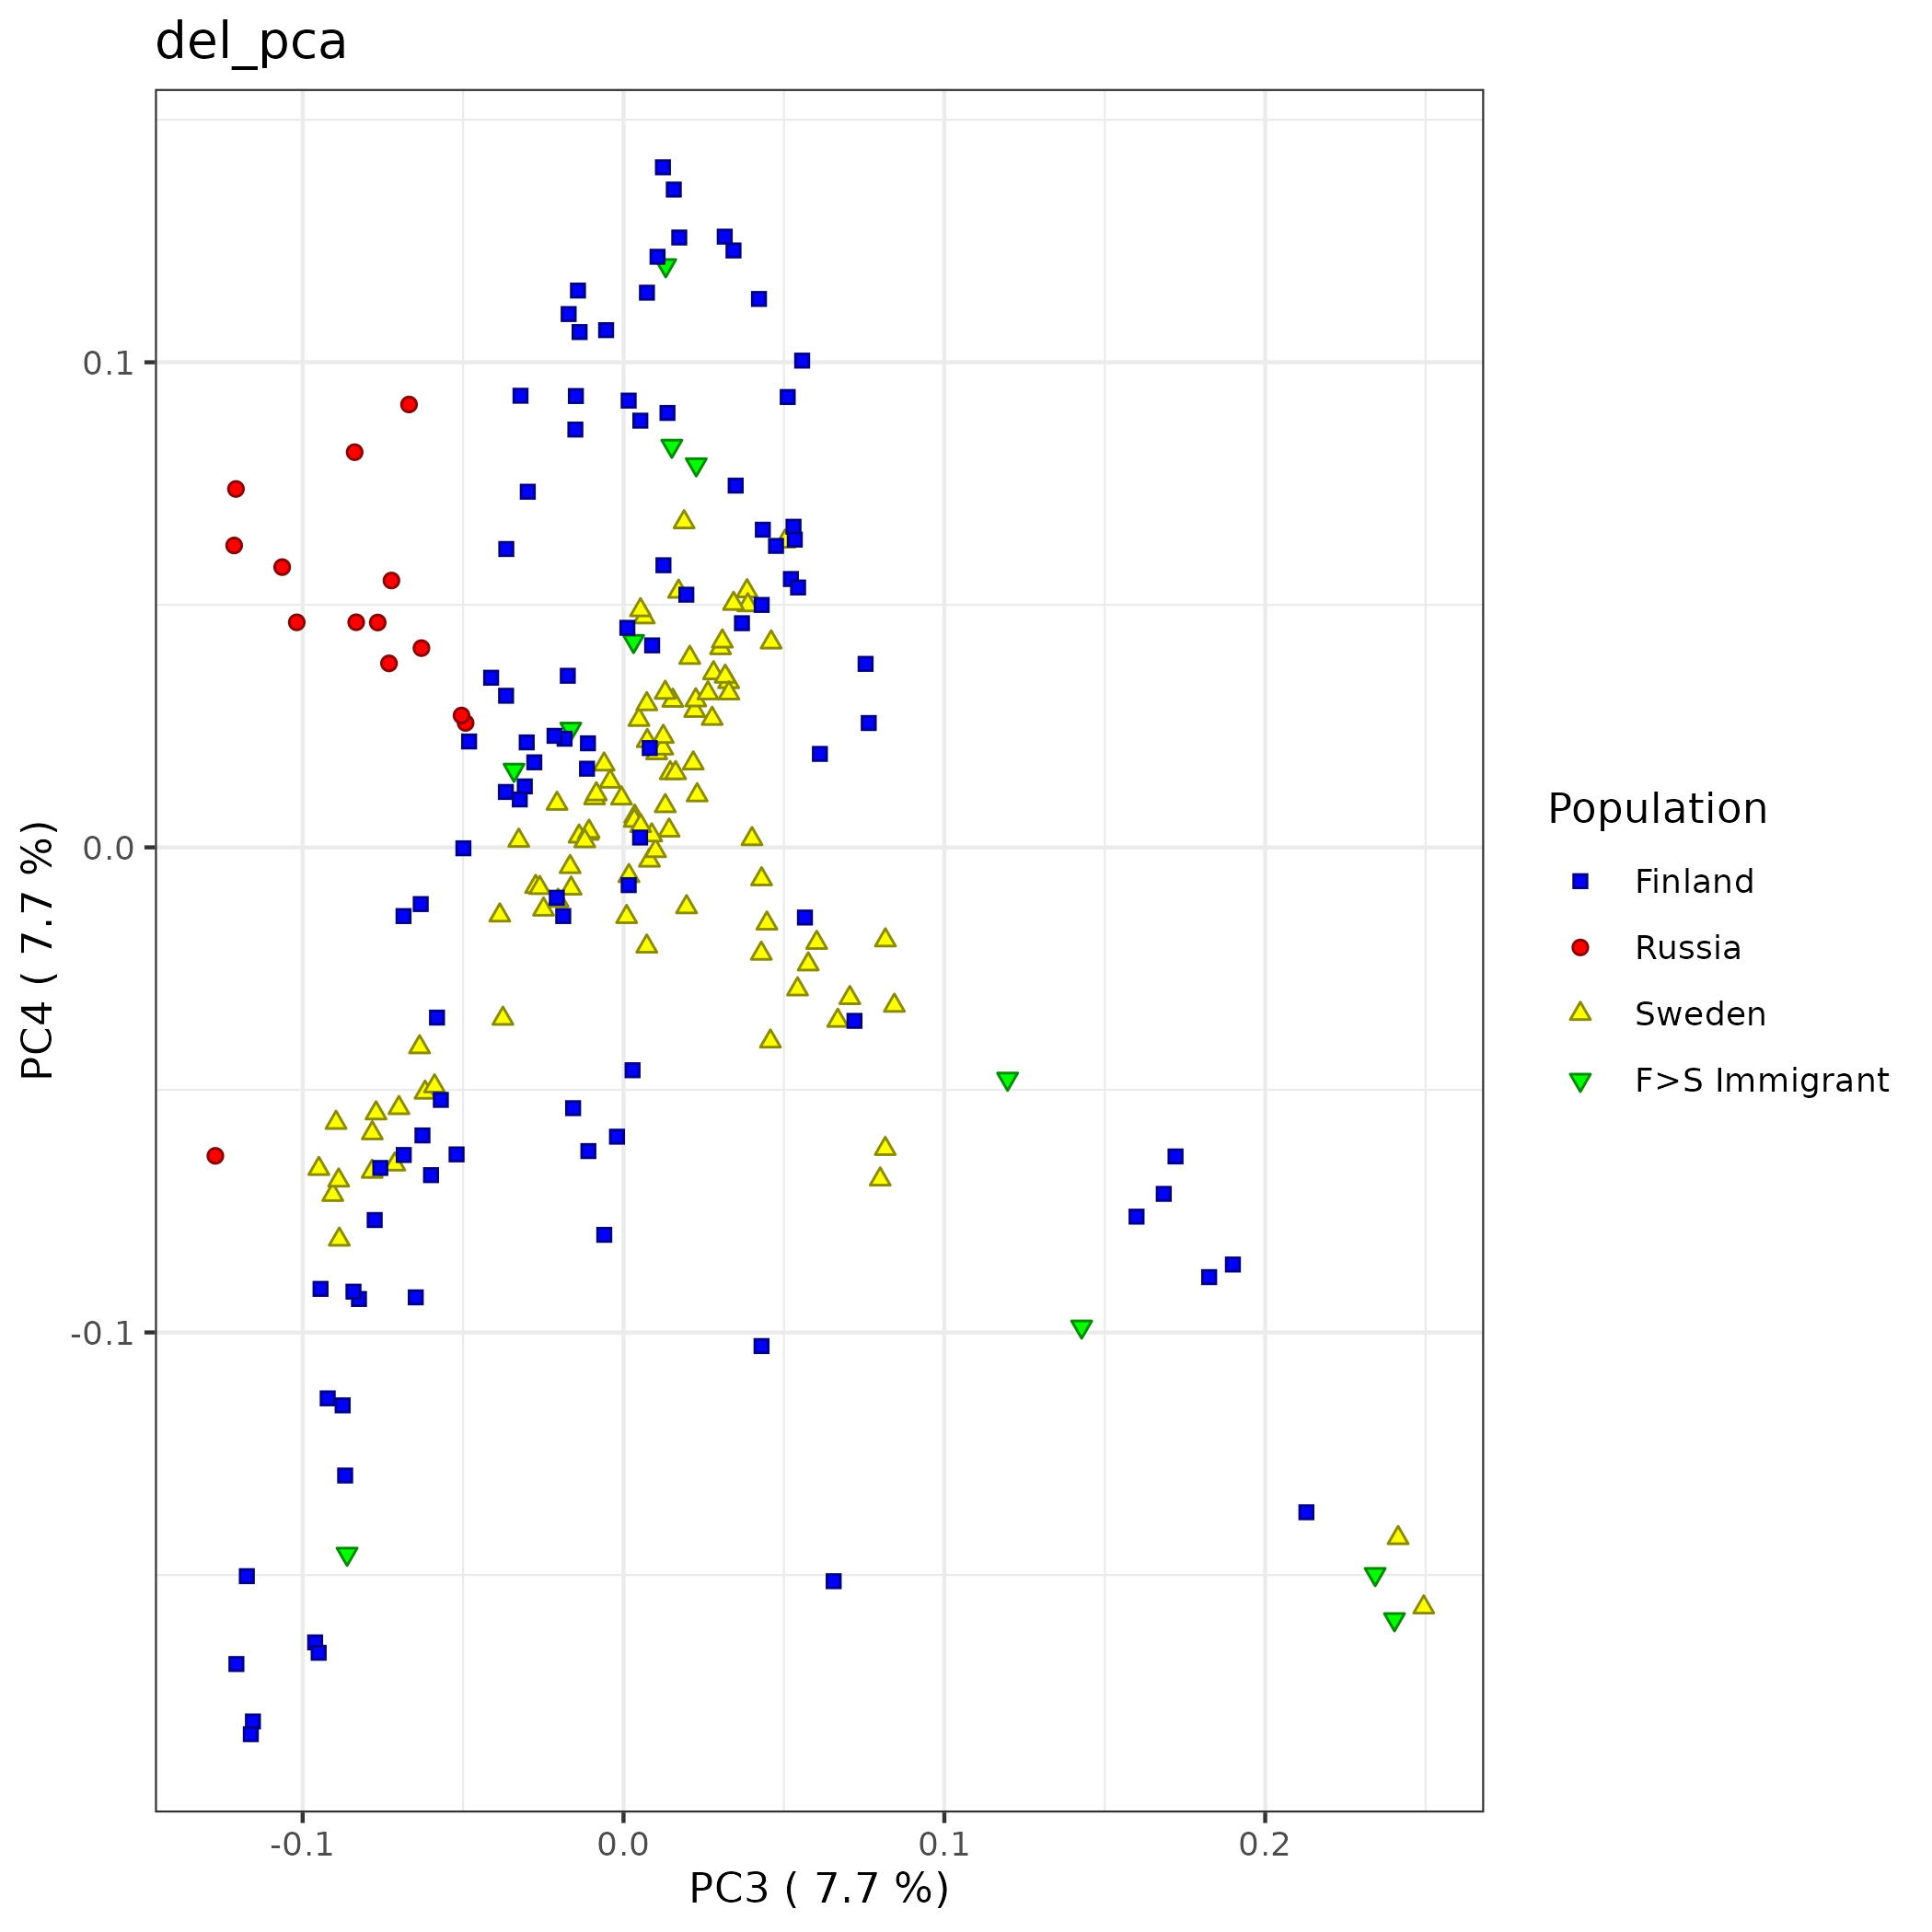 del_pca
0.1
0.0
-0.1
PC4 ( 7.7 %)
-0.1
0.0
0.1
0.2
PC3 ( 7.7 %)
Population
Finland
Russia
Sweden
F>S Immigrant